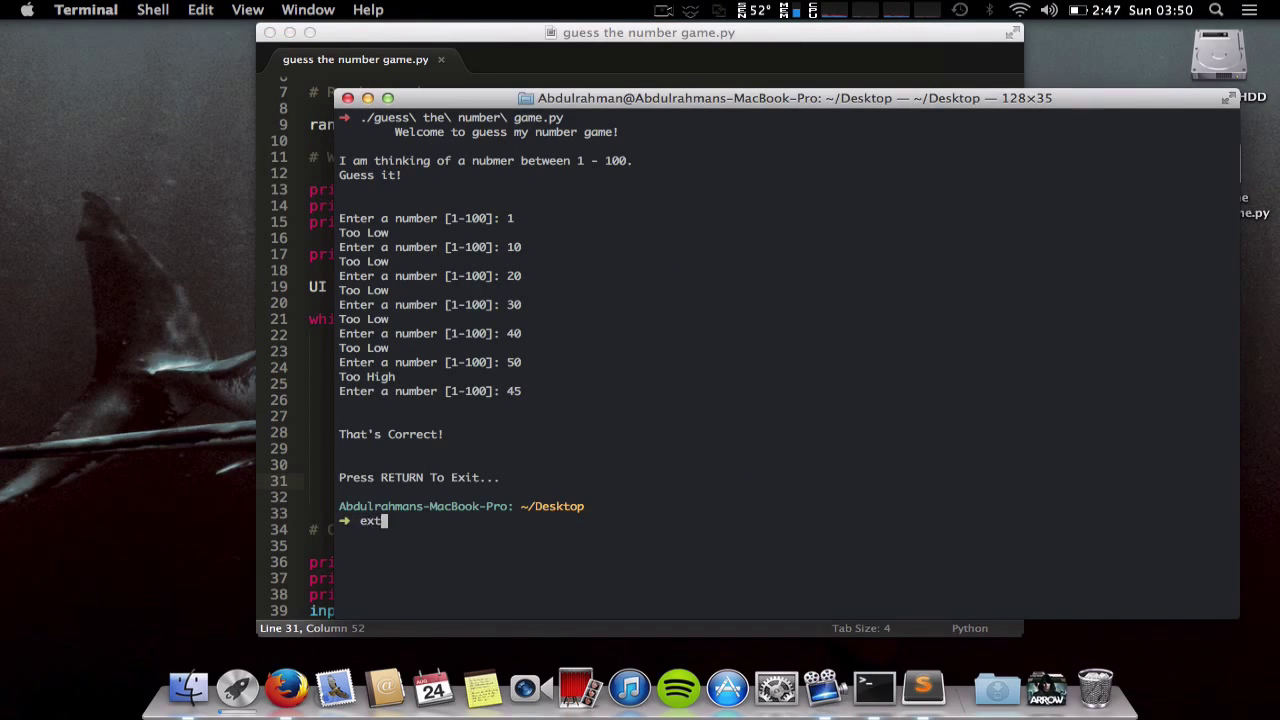 Terminal Shell Edit View Window Help 52° 2:47 Sun 03:50
guess the number game.py
guess the number game.py ×
HDD
Abdulrahman@Abdulrahmans-MacBook-Pro: ~/Desktop — ~/Desktop — 128×35
➜ ./guess\ the\ number\ game.py
Welcome to guess my number game!
I am thinking of a nubmer between 1 - 100.
Guess it!
Enter a number [1-100]: 1
Too Low
Enter a number [1-100]: 10
Too Low
Enter a number [1-100]: 20
Too Low
Enter a number [1-100]: 30
Too Low
Enter a number [1-100]: 40
Too Low
Enter a number [1-100]: 50
Too High
Enter a number [1-100]: 45
That's Correct!
Press RETURN To Exit...
Abdulrahmans-MacBook-Pro: ~/Desktop
➜ ext
7 #
8
9 ran
10
11 #
12
13 pri
14 pri
15 pri
16
17 pri
18
19 UI
20
21 whi
22
23
24
25
26
27
28
29
30
31
32
33
34 #
35
36 pri
37 pri
38 pri
39 inp
Line 31, Column 52 Tab Size: 4 Python
AUG
24